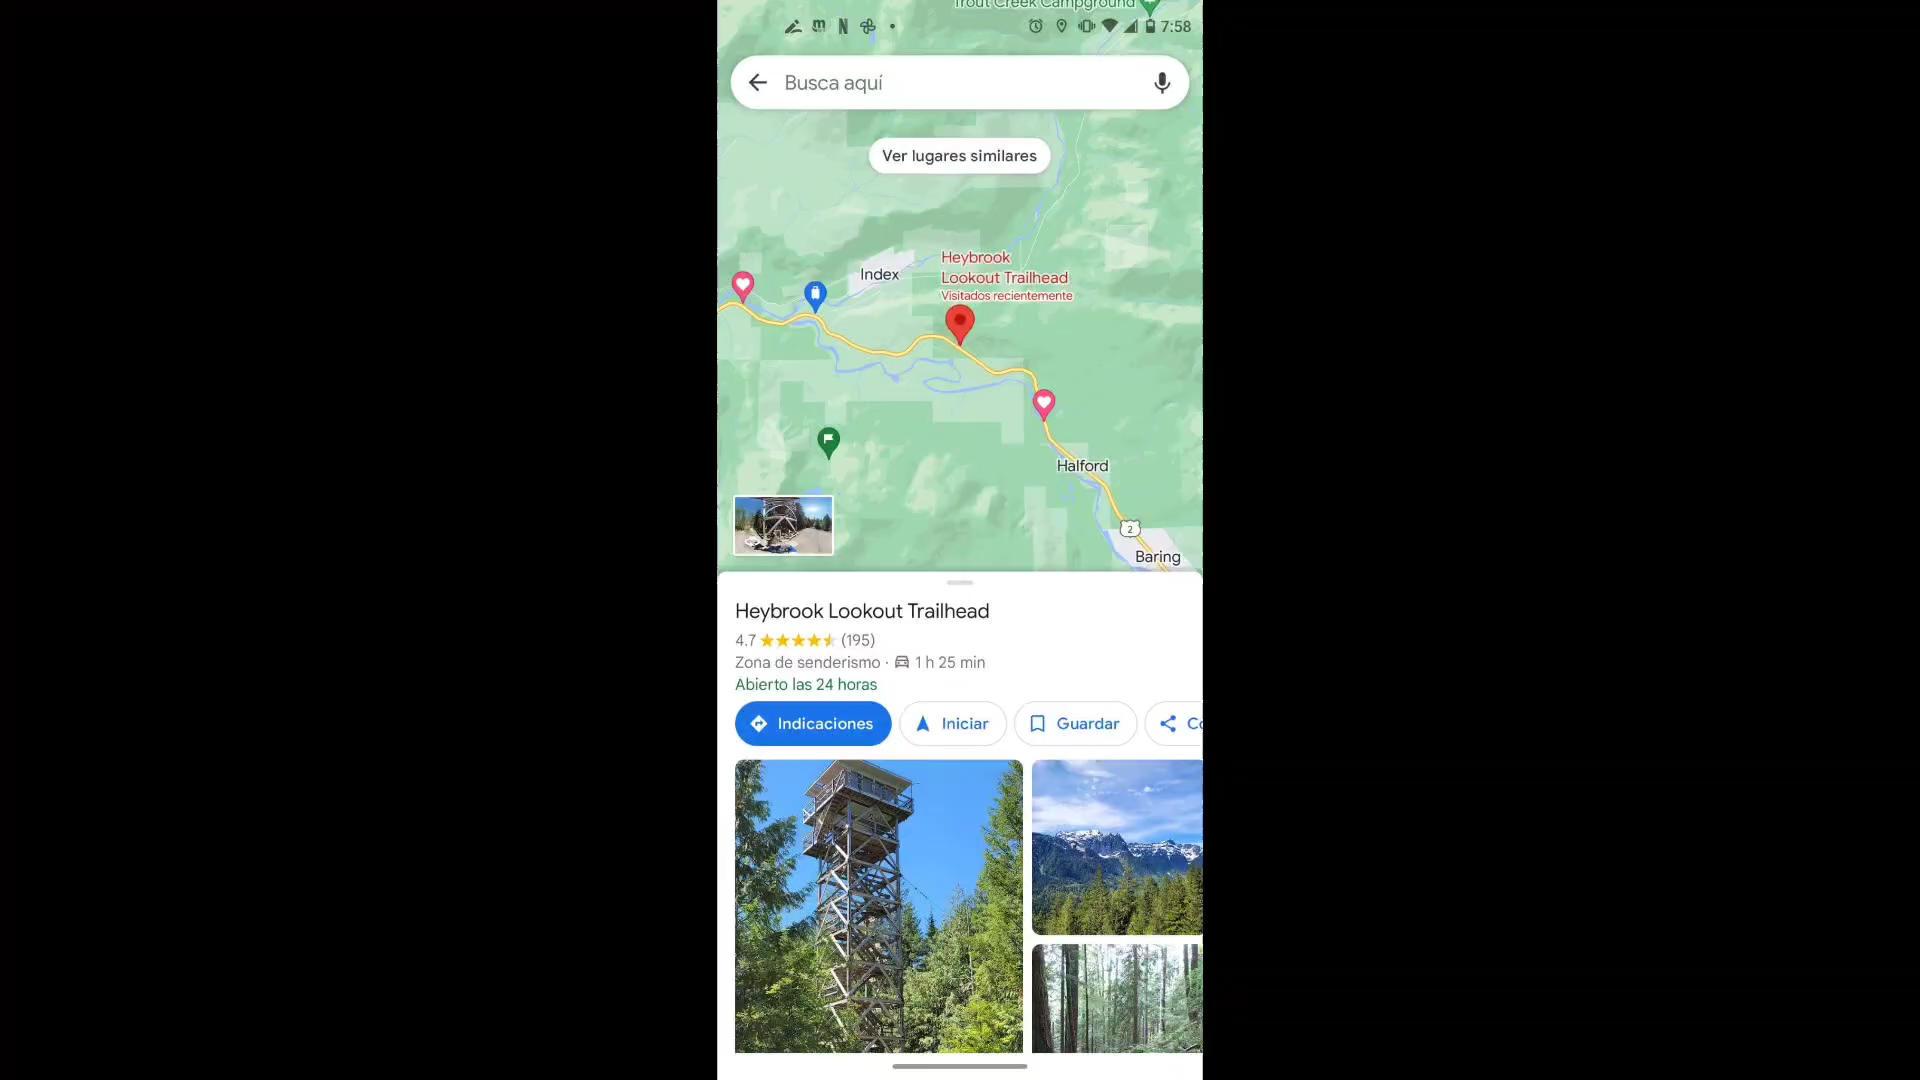 Trout Creek Campground
7:58
Busca aquí
Ver lugares similares
Index
Heybrook
Lookout Trailhead
Visitados recientemente
Halford
2
Baring
Heybrook Lookout Trailhead
4.7 (195)
Zona de senderismo · 1 h 25 min
Abierto las 24 horas
Indicaciones
Iniciar
Guardar
Co